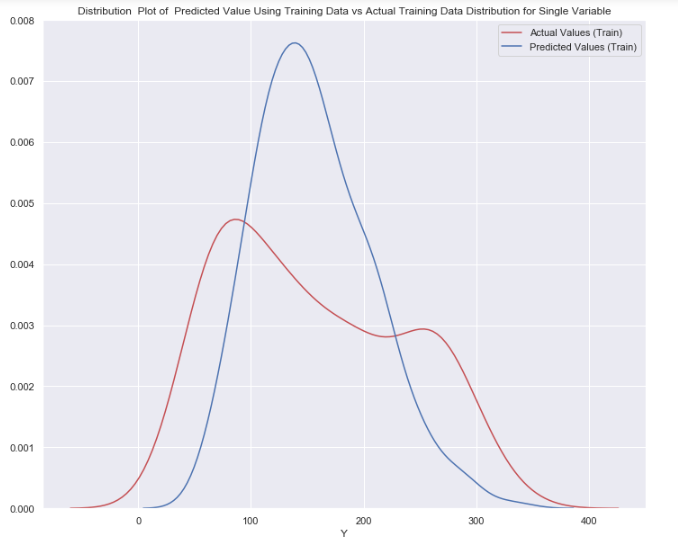 Distribution Plot of Predicted Value Using Training Data vs Actual Training Data Distribution for Single Variable
Actual Values (Train)
Predicted Values (Train)
0.008
0.007
0.006
0.005
0.004
0.003
0.002
0.001
0.000
0 100 200 300 400
Y